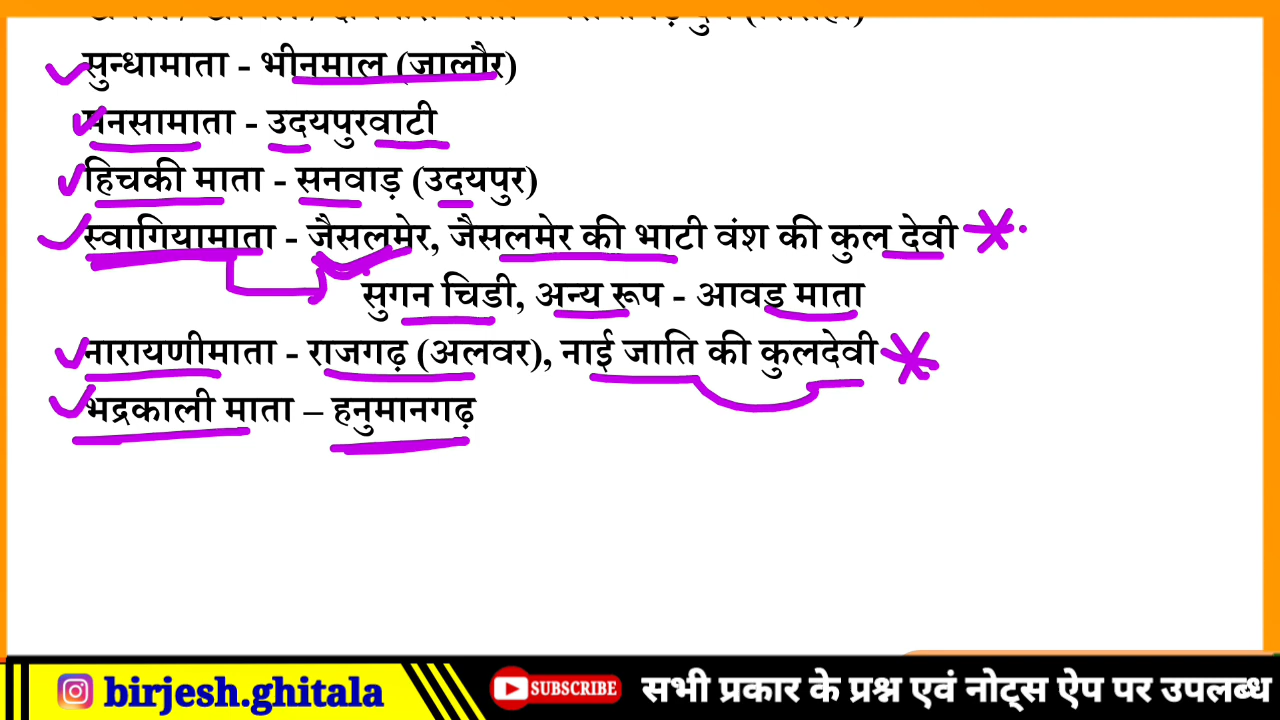 सुन्धामाता - भीनमाल (जालौर)
मनसामाता - उदयपुरवाटी
हिचकी माता - सनवाड़ (उदयपुर)
स्वागियामाता - जैसलमेर, जैसलमेर की भाटी वंश की कुल देवी
सुगन चिडी, अन्य रूप - आवड माता
नारायणीमाता - राजगढ़ (अलवर), नाई जाति की कुलदेवी
भद्रकाली माता – हनुमानगढ़
birjesh.ghitala SUBSCRIBE सभी प्रकार के प्रश्न एवं नोट्स ऐप पर उपलब्ध